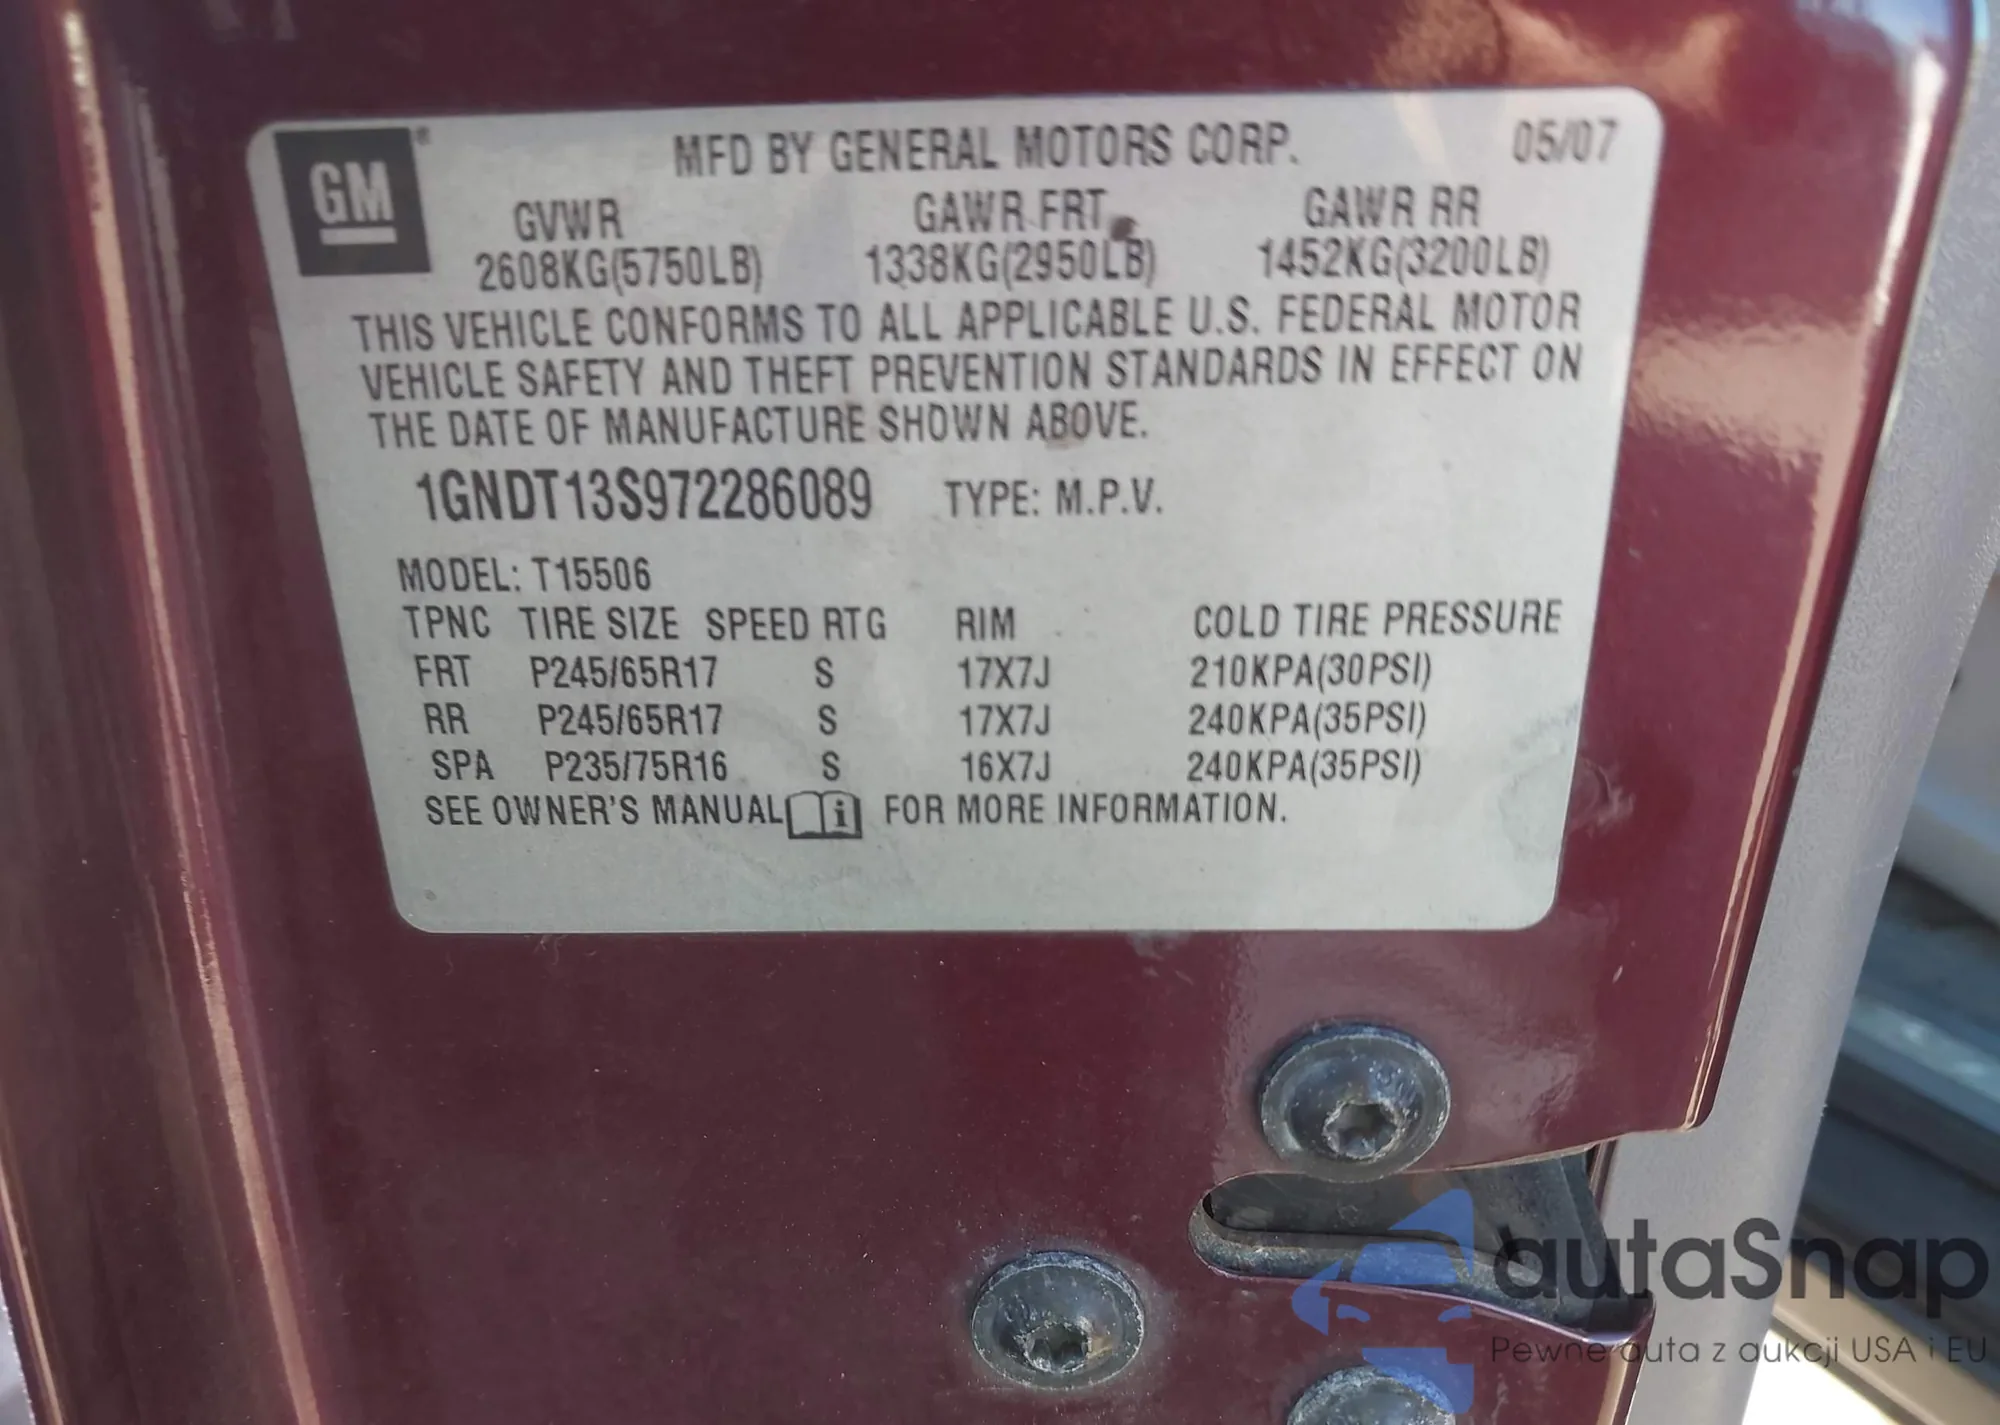 GM
MFD BY GENERAL MOTORS CORP. 05/07
GVWR GAWR FRT GAWR RR
2608KG(5750LB) 1338KG(2950LB) 1452KG(3200LB)
THIS VEHICLE CONFORMS TO ALL APPLICABLE U.S. FEDERAL MOTOR
VEHICLE SAFETY AND THEFT PREVENTION STANDARDS IN EFFECT ON
THE DATE OF MANUFACTURE SHOWN ABOVE.
1GNDT13S972286089 TYPE: M.P.V.
MODEL: T15506
TPNC TIRE SIZE SPEED RTG RIM COLD TIRE PRESSURE
FRT P245/65R17 S 17X7J 210KPA(30PSI)
RR P245/65R17 S 17X7J 240KPA(35PSI)
SPA P235/75R16 S 16X7J 240KPA(35PSI)
SEE OWNER'S MANUAL i FOR MORE INFORMATION.
autaSnap
Pewne auta z aukcji USA i EU